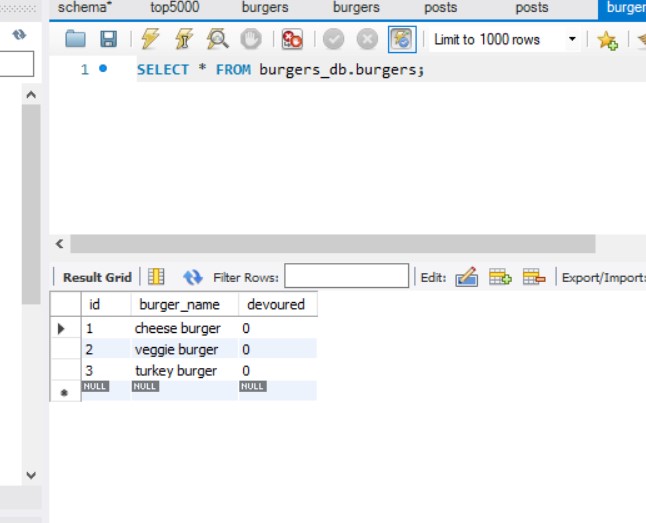 schema* top5000 burgers burgers posts posts burger
Limit to 1000 rows
1 SELECT * FROM burgers_db.burgers;
Result Grid Filter Rows: Edit: Export/Import:
id burger_name devoured
1 cheese burger 0
2 veggie burger 0
3 turkey burger 0
NULL NULL NULL